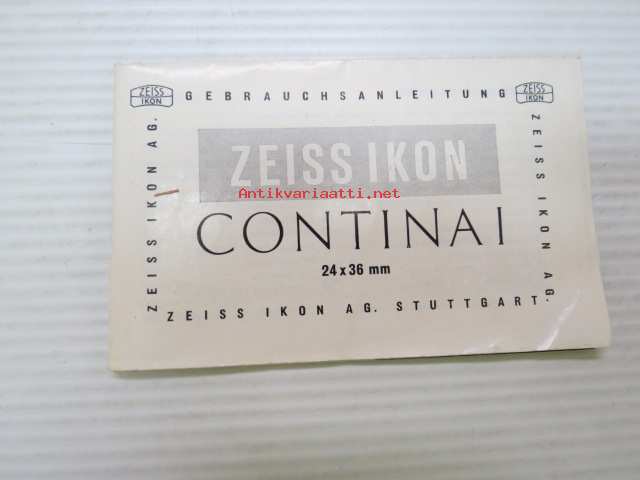 ZEISS IKON
GEBRAUCHSANLEITUNG
ZEISS IKON
ZEISS IKON AG.
ZEISS IKON
Antikvariaatti.net
CONTINA I
24 x 36 mm
ZEISS IKON AG.
ZEISS IKON AG. STUTTGART